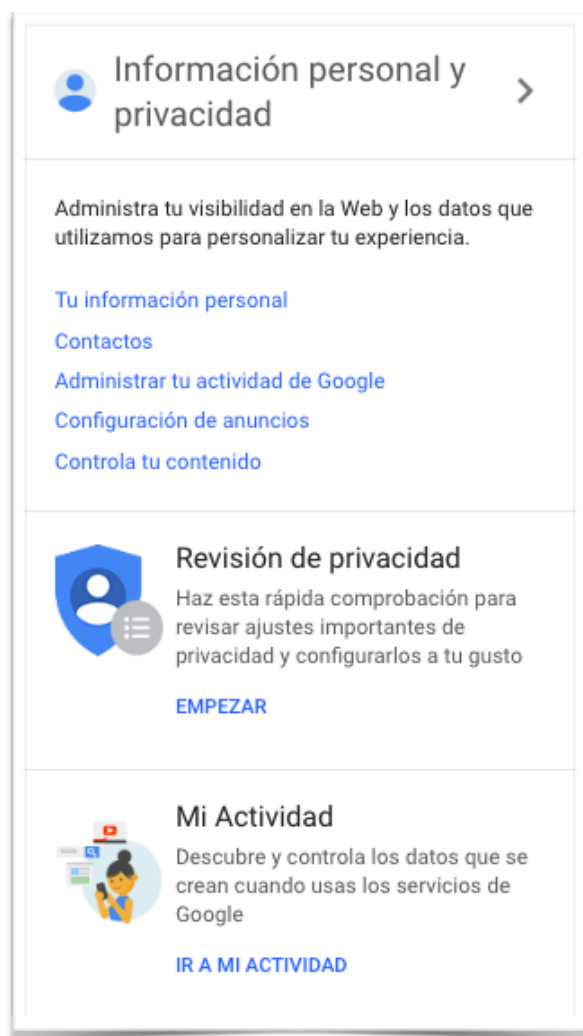 Información personal y
privacidad
Administra tu visibilidad en la Web y los datos que
utilizamos para personalizar tu experiencia.
Tu información personal
Contactos
Administrar tu actividad de Google
Configuración de anuncios
Controla tu contenido
Revisión de privacidad
Haz esta rápida comprobación para
revisar ajustes importantes de
privacidad y configurarlos a tu gusto
EMPEZAR
Mi Actividad
Descubre y controla los datos que se
crean cuando usas los servicios de
Google
IR A MI ACTIVIDAD